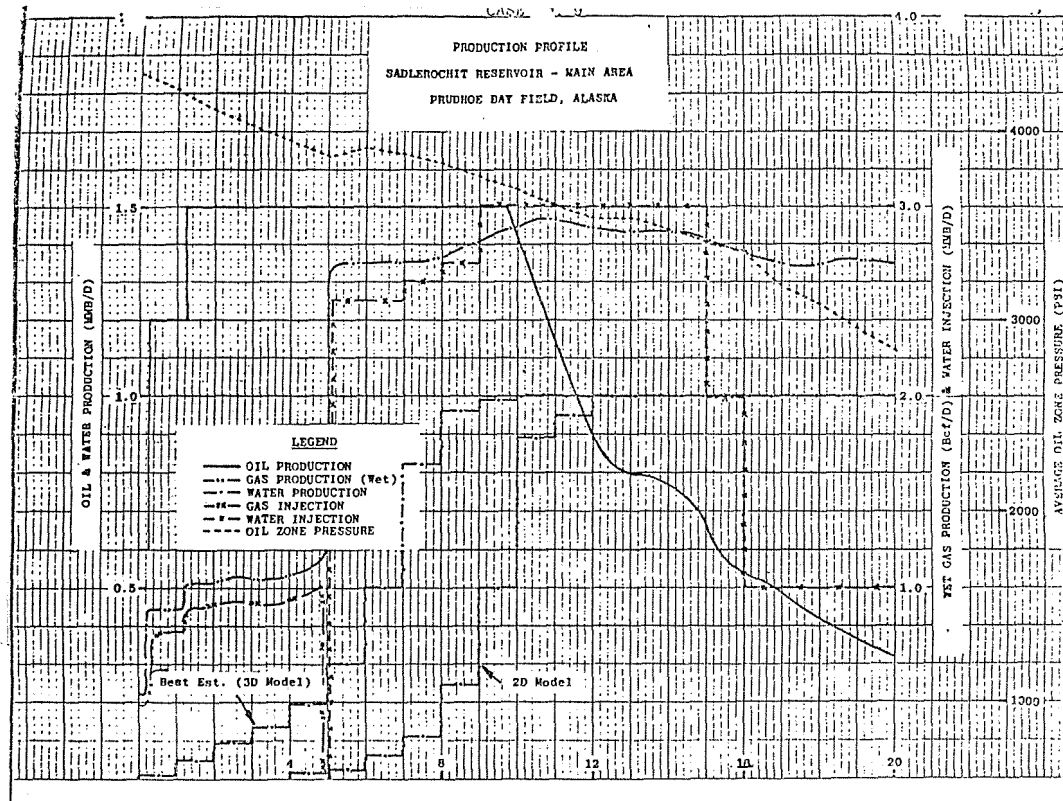 PRODUCTION PROFILE
SADLEROCHIT RESERVOIR - MAIN AREA
PRUDHOE BAY FIELD, ALASKA
4.0
4000
1.5
3.0
OIL & WATER PRODUCTION (MMB/D)
WET GAS PRODUCTION (Bcf/D) & WATER INJECTION (MMB/D)
AVERAGE OIL ZONE PRESSURE (PSI)
3000
1.0
2.0
LEGEND
OIL PRODUCTION
GAS PRODUCTION (Wet)
WATER PRODUCTION
GAS INJECTION
WATER INJECTION
OIL ZONE PRESSURE
2000
0.5
1.0
Best Est. (3D Model)
2D Model
1000
4
8
12
16
20